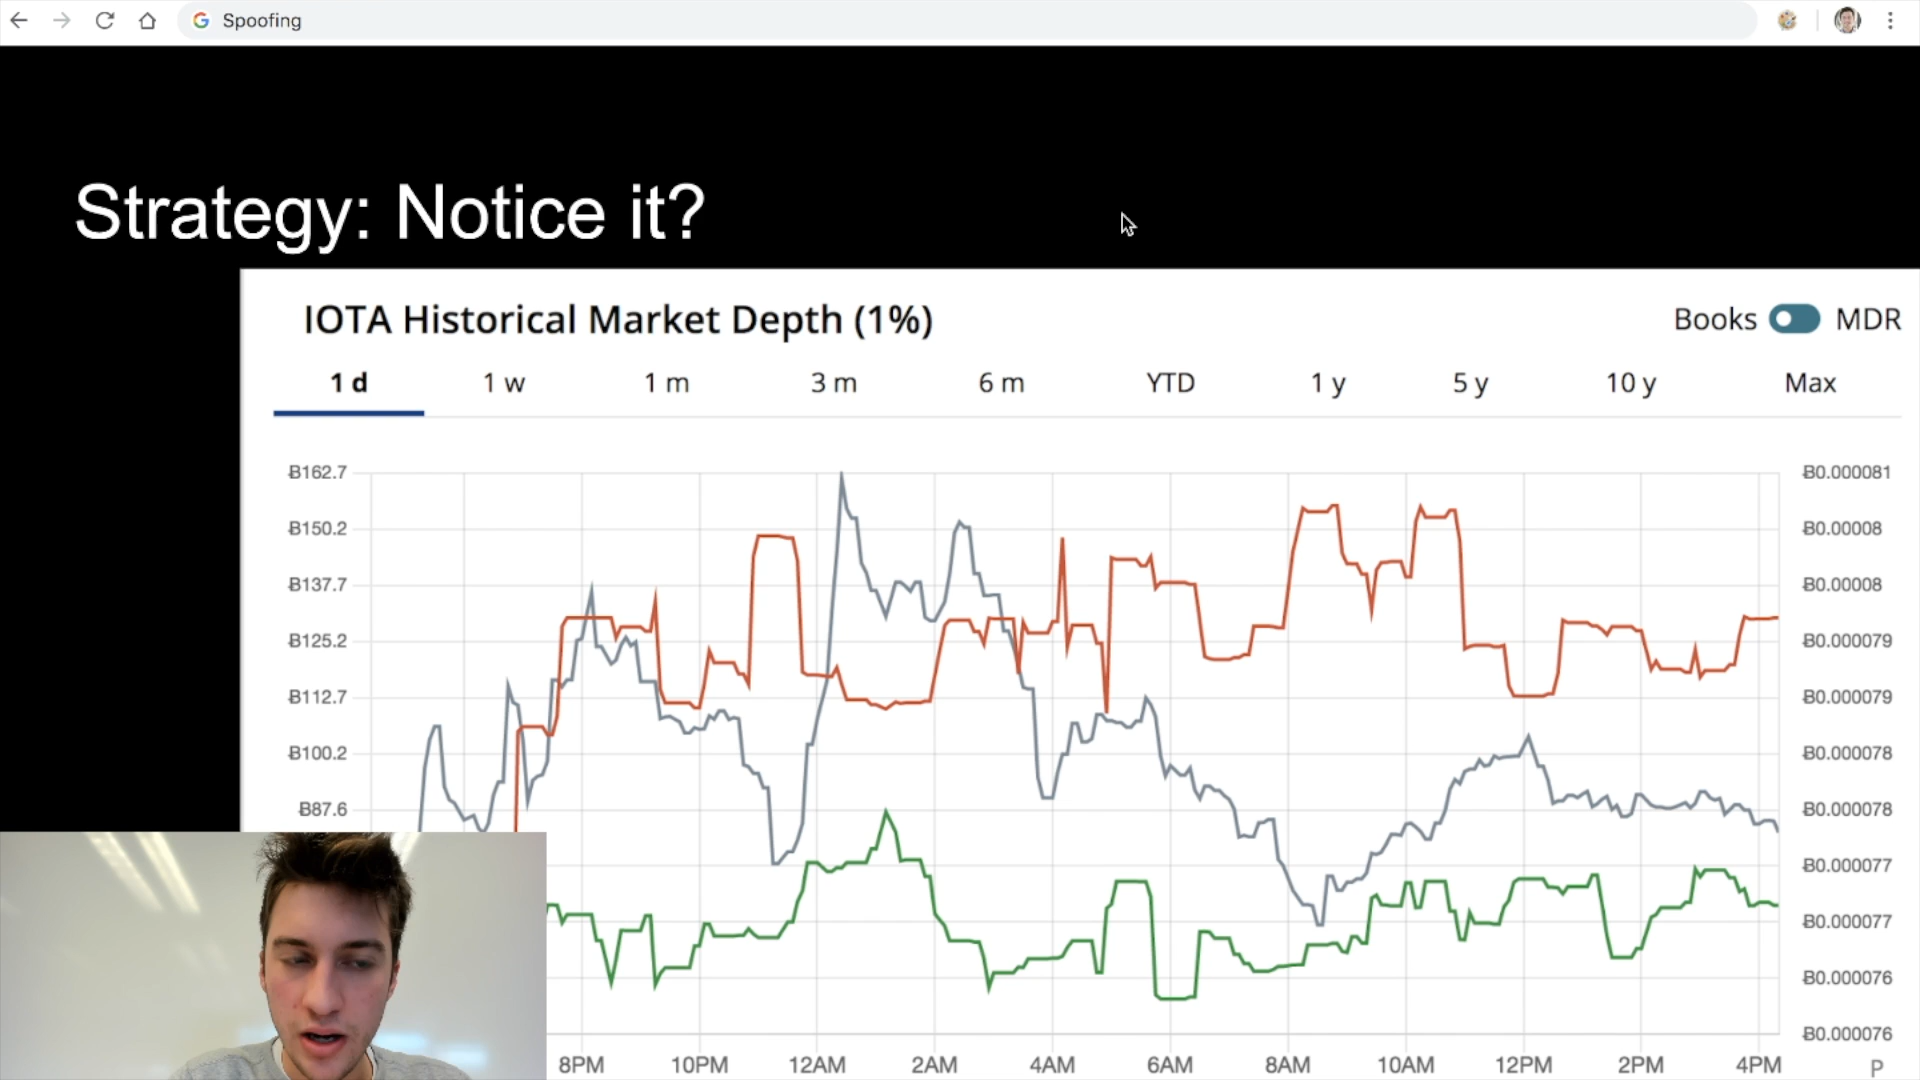 Spoofing
Strategy: Notice it?
IOTA Historical Market Depth (1%)
Books MDR
1 d 1 w 1 m 3 m 6 m YTD 1 y 5 y 10 y Max
Ƀ162.7 Ƀ0.000081
Ƀ150.2 Ƀ0.00008
Ƀ137.7 Ƀ0.00008
Ƀ125.2 Ƀ0.000079
Ƀ112.7 Ƀ0.000079
Ƀ100.2 Ƀ0.000078
Ƀ87.6 Ƀ0.000078
Ƀ0.000077
Ƀ0.000077
Ƀ0.000076
Ƀ0.000076
8PM 10PM 12AM 2AM 4AM 6AM 8AM 10AM 12PM 2PM 4PM P